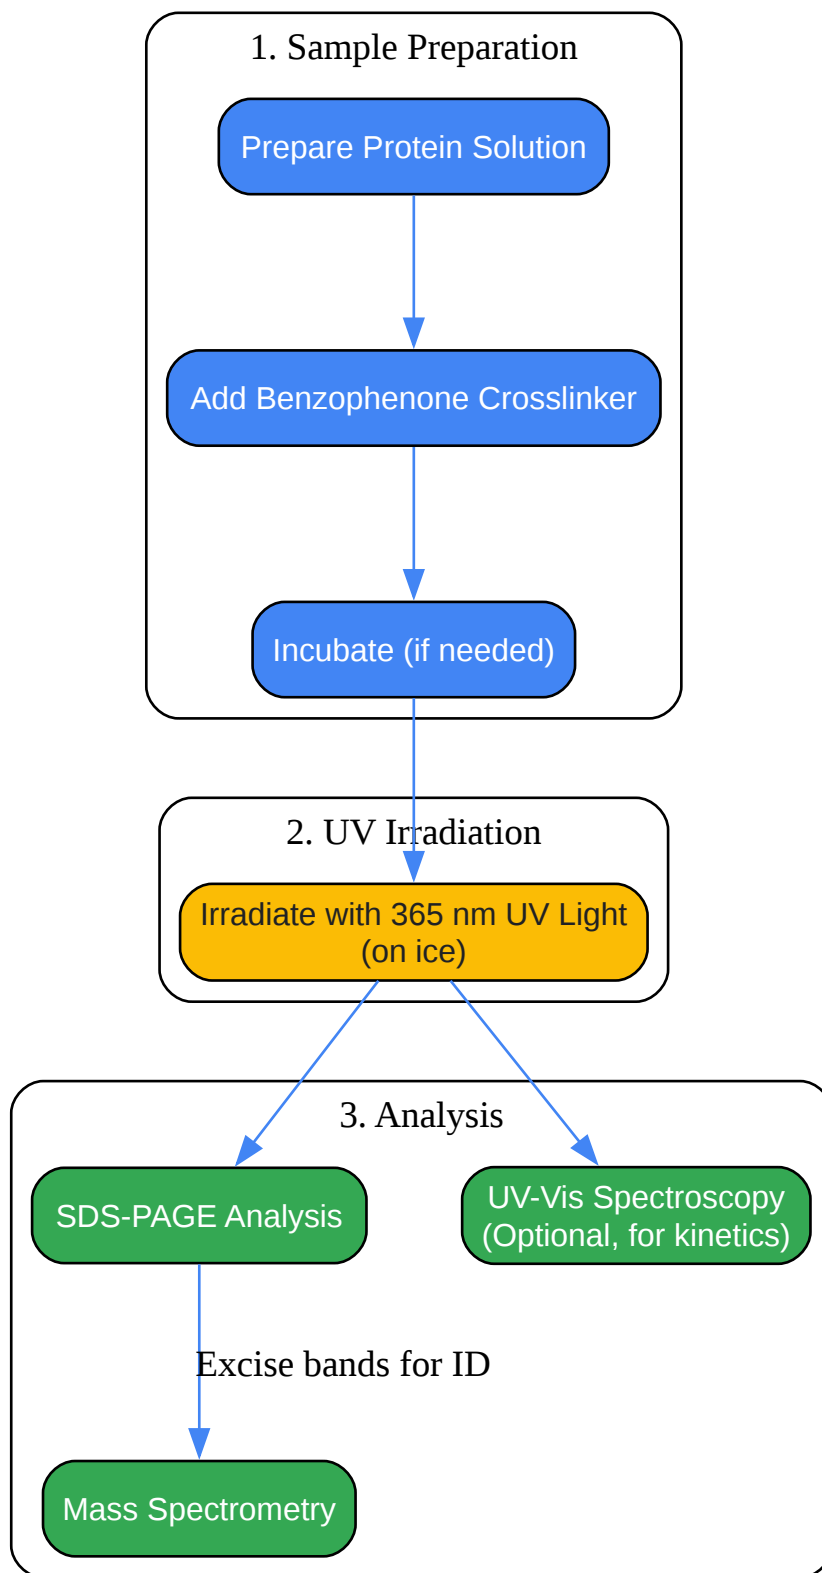 1. Sample Preparation
Prepare Protein Solution
Add Benzophenone Crosslinker
Incubate (if needed)
2. UV Irradiation
Irradiate with 365 nm UV Light
(on ice)
3. Analysis
SDS-PAGE Analysis
UV-Vis Spectroscopy
(Optional, for kinetics)
Excise bands for ID
Mass Spectrometry